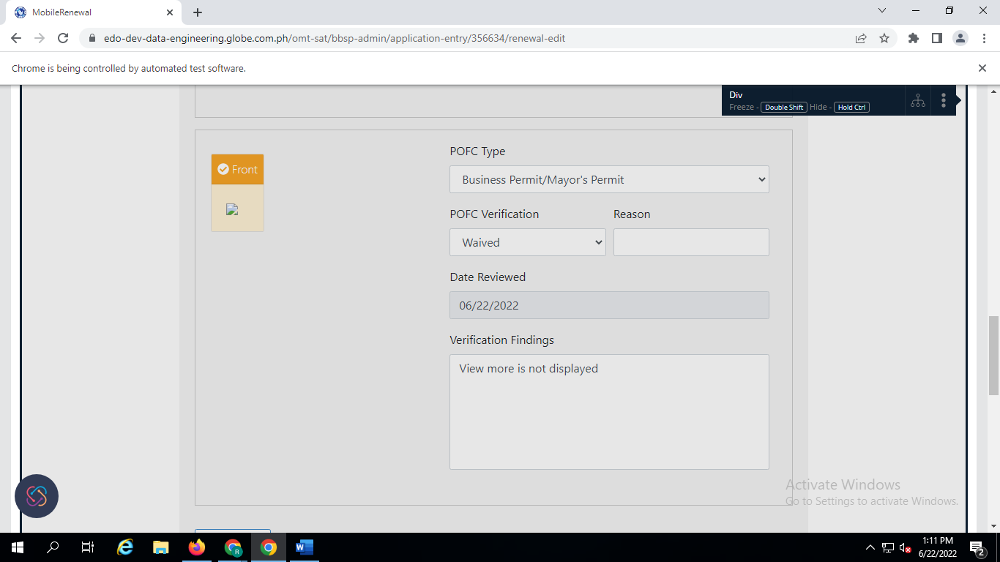 MobileRenewal
edo-dev-data-engineering.globe.com.ph/omt-sat/bbsp-admin/application-entry/356634/renewal-edit
Chrome is being controlled by automated test software.
Div
Freeze - Double Shift Hide - Hold Ctrl
Front
POFC Type
Business Permit/Mayor's Permit
POFC Verification
Reason
Waived
Date Reviewed
06/22/2022
Verification Findings
View more is not displayed
Activate Windows
Go to Settings to activate Windows.
R
W
1:11 PM
6/22/2022
2